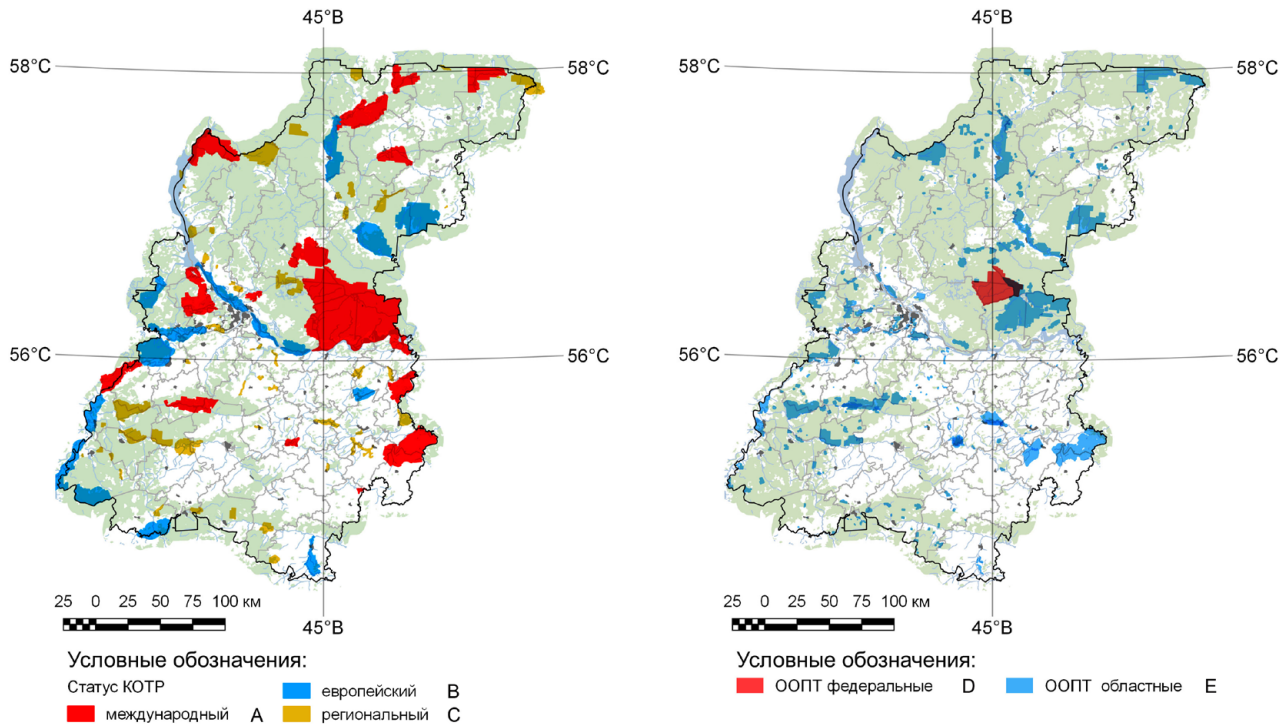 45°В
45°В
58°С
58°С
58°С
58°С
56°С
56°С
56°С
56°С
25 0 25 50 75 100 км
25 0 25 50 75 100 км
45°В
45°В
Условные обозначения:
Статус КОТР
международный A
европейский B
региональный C
Условные обозначения:
ООПТ федеральные D
ООПТ областные E